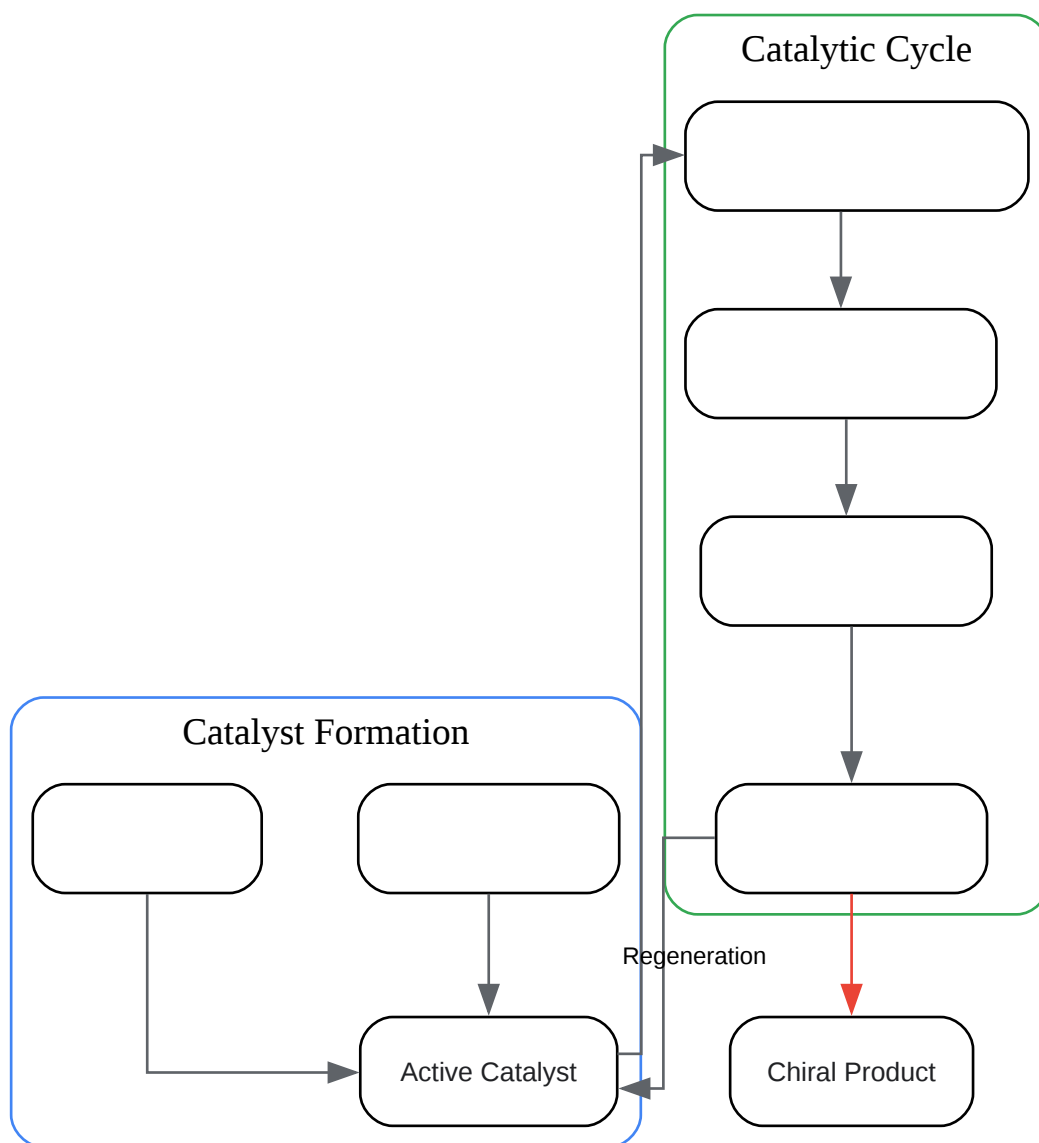 Catalytic Cycle
Catalyst Formation
Regeneration
Active Catalyst
Chiral Product